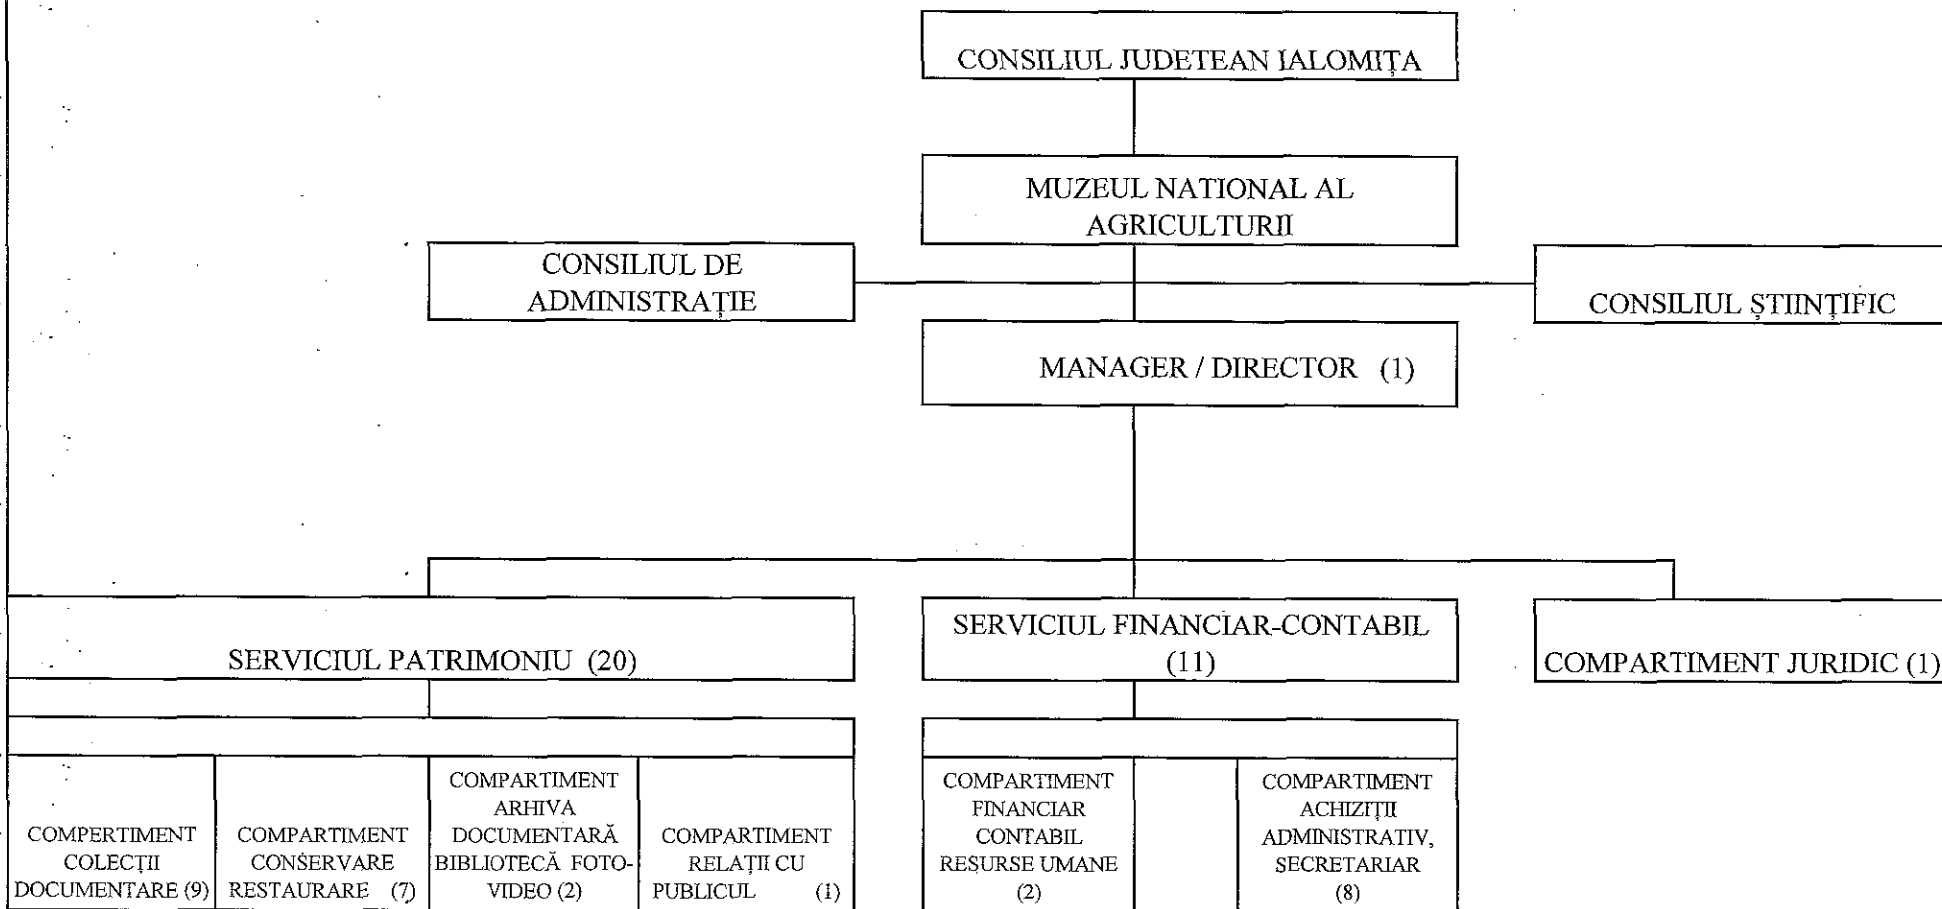 CONSILIUL JUDETEAN IALOMIȚA
MUZEUL NATIONAL AL
AGRICULTURII
CONSILIUL DE
ADMINISTRAȚIE
CONSILIUL ȘTIINȚIFIC
MANAGER / DIRECTOR (1)
SERVICIUL PATRIMONIU (20)
SERVICIUL FINANCIAR-CONTABIL
(11)
COMPARTIMENT JURIDIC (1)
COMPERTIMENT
COLECȚII
DOCUMENTARE (9)
COMPARTIMENT
CONSERVARE
RESTAURARE (7)
COMPARTIMENT
ARHIVA
DOCUMENTARĂ
BIBLIOTECĂ FOTO-
VIDEO (2)
COMPARTIMENT
RELAȚII CU
PUBLICUL (1)
COMPARTIMENT
FINANCIAR
CONTABIL
RESURSE UMANE
(2)
COMPARTIMENT
ACHIZIȚII
ADMINISTRATIV,
SECRETARIAR
(8)